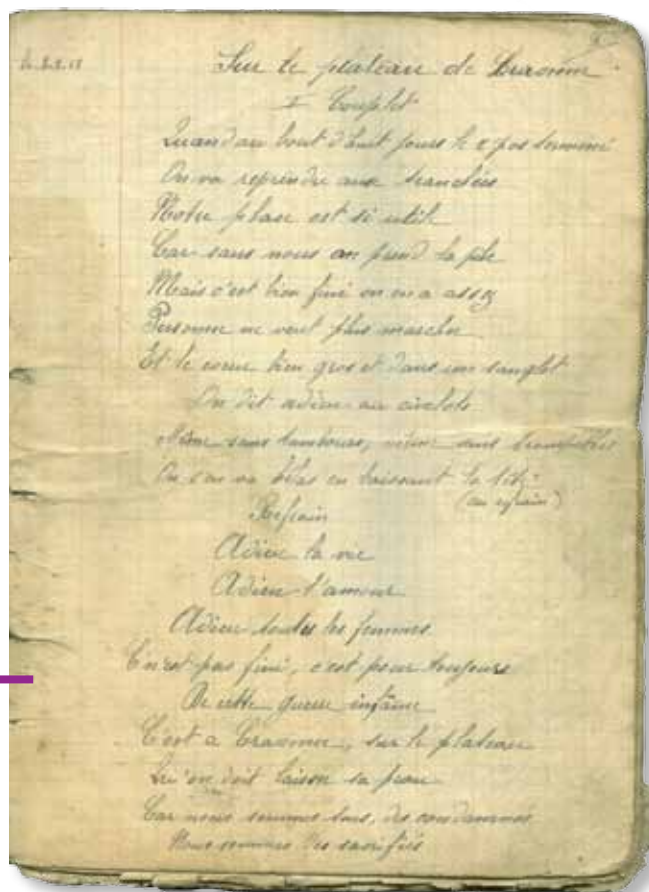 Sur le plateau de Craonne
I Couplet
Quand au bout d'huit jours le r'pos terminé
On va reprendre aux tranchées
Notre place est si utile
Car sans nous on prend la pile
Mais c'est bien fini on en a assez
Personne ne veut plus marcher
Et le coeur bien gros et dans un sanglot
On dit adieu aux civelots
Même sans tambours, même sans trompettes
On s'en va là bas en baissant la tête
(au refrain)
Refrain
Adieu la vie
Adieu l'amour
Adieu toutes les femmes
C'n'est pas fini, c'est pour toujours
De cette guerre infâme
C'est a Craonne, sur le plateau
Qu'on doit laisser sa peau
Car nous sommes tous, des condamnés
Nous sommes des sacrifiés